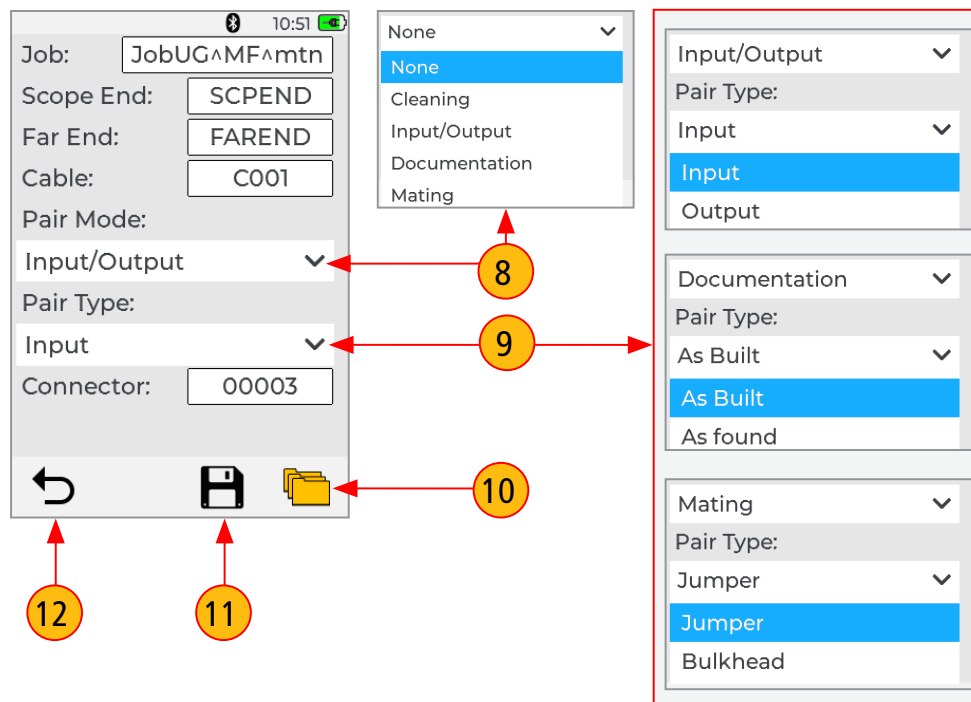 10:51
Job: JobUG^MF^mtn
Scope End: SCPEND
Far End: FAREND
Cable: C001
Pair Mode:
Input/Output
Pair Type:
Input
Connector: 00003
None
None
Cleaning
Input/Output
Documentation
Mating
8
9
10
11
12
Input/Output
Pair Type:
Input
Input
Output
Documentation
Pair Type:
As Built
As Built
As found
Mating
Pair Type:
Jumper
Jumper
Bulkhead